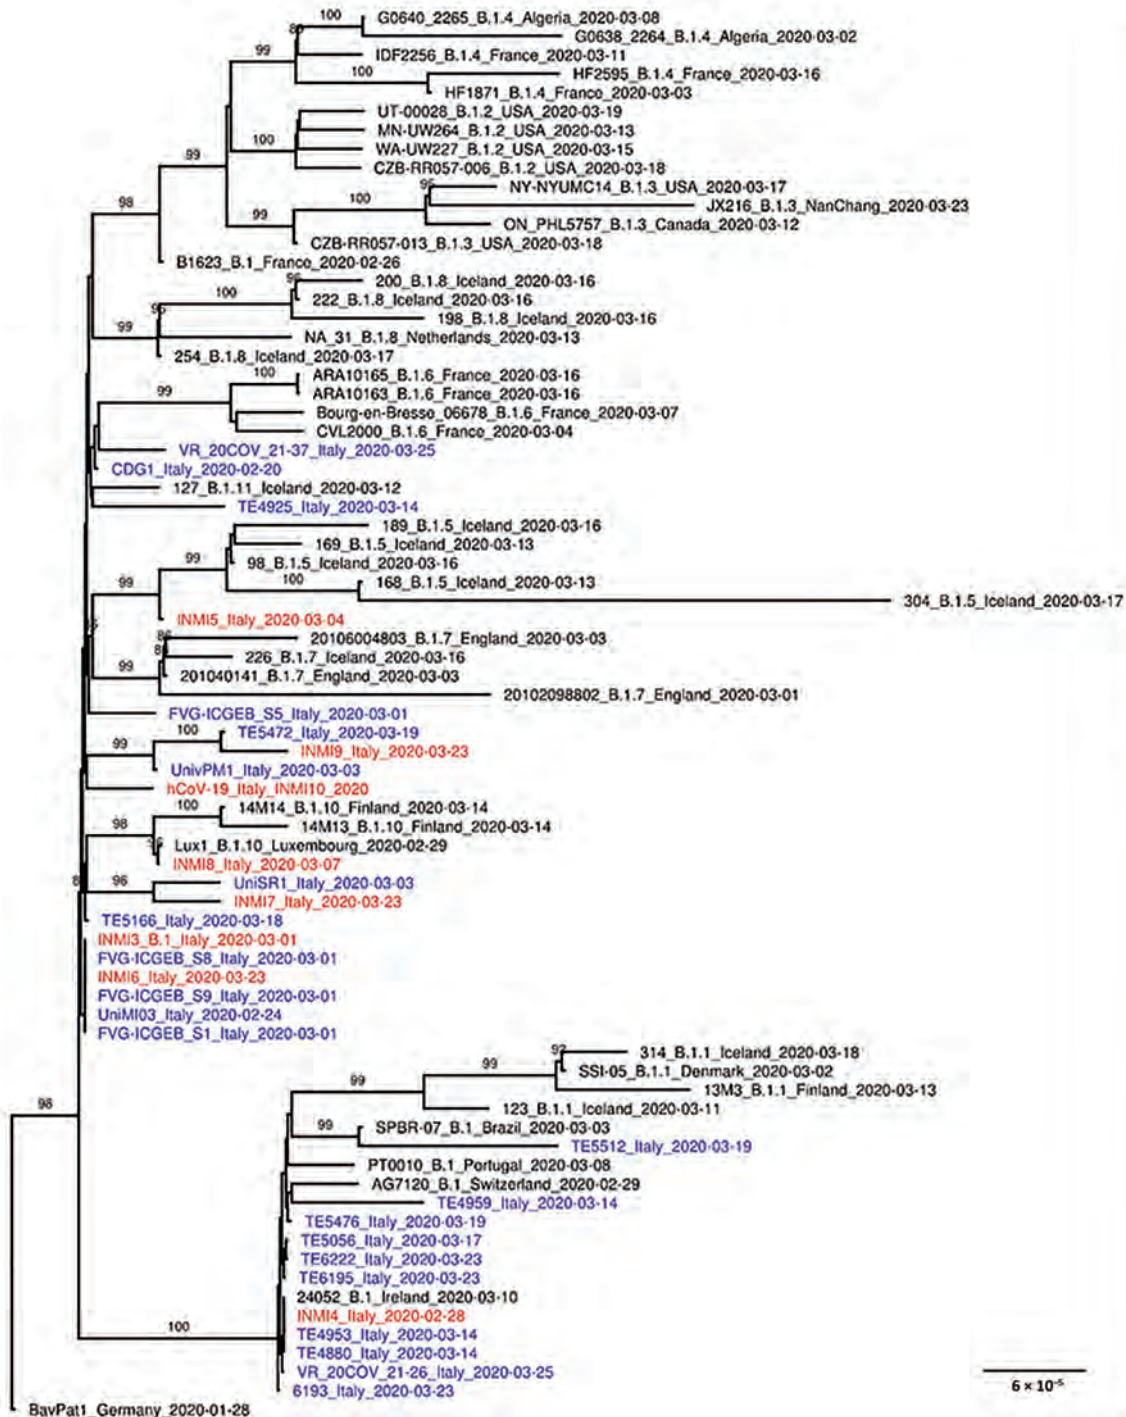 100
G0640_2265_B.1.4_Algeria_2020-03-08
G0638_2264_B.1.4_Algeria_2020-03-02
99
IDF2256_B.1.4_France_2020-03-11
100
HF2595_B.1.4_France_2020-03-16
HF1871_B.1.4_France_2020-03-03
UT-00028_B.1.2_USA_2020-03-19
MN-UW264_B.1.2_USA_2020-03-13
100
WA-UW227_B.1.2_USA_2020-03-15
99
CZB-RR057-006_B.1.2_USA_2020-03-18
NY-NYUMC14_B.1.3_USA_2020-03-17
98
100
JX216_B.1.3_NanChang_2020-03-23
99
ON_PHL5757_B.1.3_Canada_2020-03-12
CZB-RR057-013_B.1.3_USA_2020-03-18
B1623_B.1_France_2020-02-26
200_B.1.8_Iceland_2020-03-16
100
222_B.1.8_Iceland_2020-03-16
198_B.1.8_Iceland_2020-03-16
99
NA_31_B.1.8_Netherlands_2020-03-13
254_B.1.8_Iceland_2020-03-17
100
ARA10165_B.1.6_France_2020-03-16
99
ARA10163_B.1.6_France_2020-03-16
Bourg-en-Bresse_06678_B.1.6_France_2020-03-07
CVL2000_B.1.6_France_2020-03-04
VR_20COV_21-37_Italy_2020-03-25
CDG1_Italy_2020-02-20
127_B.1.11_Iceland_2020-03-12
TE4925_Italy_2020-03-14
189_B.1.5_Iceland_2020-03-16
169_B.1.5_Iceland_2020-03-13
99
98_B.1.5_Iceland_2020-03-16
100
99
168_B.1.5_Iceland_2020-03-13
304_B.1.5_Iceland_2020-03-17
INMI5_Italy_2020-03-04
20106004803_B.1.7_England_2020-03-03
226_B.1.7_Iceland_2020-03-16
99
201040141_B.1.7_England_2020-03-03
20102098802_B.1.7_England_2020-03-01
FVG-ICGEB_S5_Italy_2020-03-01
100
TE5472_Italy_2020-03-19
99
INMI9_Italy_2020-03-23
UnivPM1_Italy_2020-03-03
hCoV-19_Italy_INMI10_2020
100
14M14_B.1.10_Finland_2020-03-14
98
14M13_B.1.10_Finland_2020-03-14
Lux1_B.1.10_Luxembourg_2020-02-29
INMI8_Italy_2020-03-07
96
UniSR1_Italy_2020-03-03
INMI7_Italy_2020-03-23
TE5166_Italy_2020-03-18
INMI3_B.1_Italy_2020-03-01
FVG-ICGEB_S8_Italy_2020-03-01
INMI6_Italy_2020-03-23
FVG-ICGEB_S9_Italy_2020-03-01
UniMI03_Italy_2020-02-24
FVG-ICGEB_S1_Italy_2020-03-01
92
314_B.1.1_Iceland_2020-03-18
99
SSI-05_B.1.1_Denmark_2020-03-02
99
13M3_B.1.1_Finland_2020-03-13
98
123_B.1.1_Iceland_2020-03-11
99
SPBR-07_B.1_Brazil_2020-03-03
TE5512_Italy_2020-03-19
PT0010_B.1_Portugal_2020-03-08
AG7120_B.1_Switzerland_2020-02-29
TE4959_Italy_2020-03-14
TE5476_Italy_2020-03-19
TE5056_Italy_2020-03-17
TE6222_Italy_2020-03-23
TE6195_Italy_2020-03-23
24052_B.1_Ireland_2020-03-10
INMI4_Italy_2020-02-28
100
TE4953_Italy_2020-03-14
TE4880_Italy_2020-03-14
VR_20COV_21-26_Italy_2020-03-25
6193_Italy_2020-03-23
6 × 10⁻⁵
BavPat1_Germany_2020-01-28